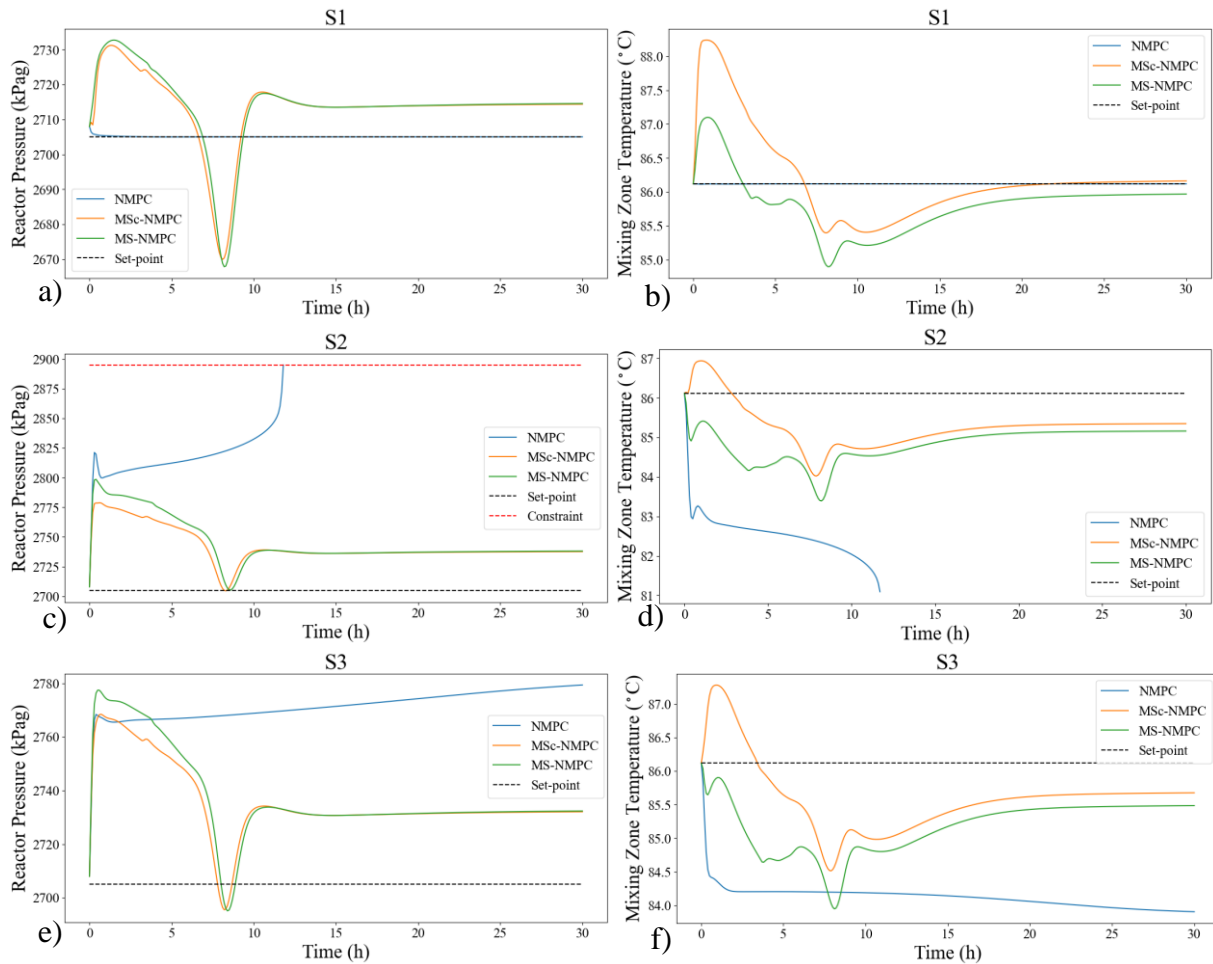 S1
Reactor Pressure (kPag)
2730
2720
2710
2700
2690
2680
2670
NMPC
MSc-NMPC
MS-NMPC
Set-point
0 5 10 15 20 25 30
a)
Time (h)
S1
Mixing Zone Temperature (°C)
88.0
87.5
87.0
86.5
86.0
85.5
85.0
NMPC
MSc-NMPC
MS-NMPC
Set-point
0 5 10 15 20 25 30
b)
Time (h)
S2
Reactor Pressure (kPag)
2900
2875
2850
2825
2800
2775
2750
2725
2700
NMPC
MSc-NMPC
MS-NMPC
Set-point
Constraint
0 5 10 15 20 25 30
c)
Time (h)
S2
Mixing Zone Temperature (°C)
87
86
85
84
83
82
81
NMPC
MSc-NMPC
MS-NMPC
Set-point
0 5 10 15 20 25 30
d)
Time (h)
S3
Reactor Pressure (kPag)
2780
2760
2740
2720
2700
NMPC
MSc-NMPC
MS-NMPC
Set-point
0 5 10 15 20 25 30
e)
Time (h)
S3
Mixing Zone Temperature (°C)
87.0
86.5
86.0
85.5
85.0
84.5
84.0
NMPC
MSc-NMPC
MS-NMPC
Set-point
0 5 10 15 20 25 30
f)
Time (h)